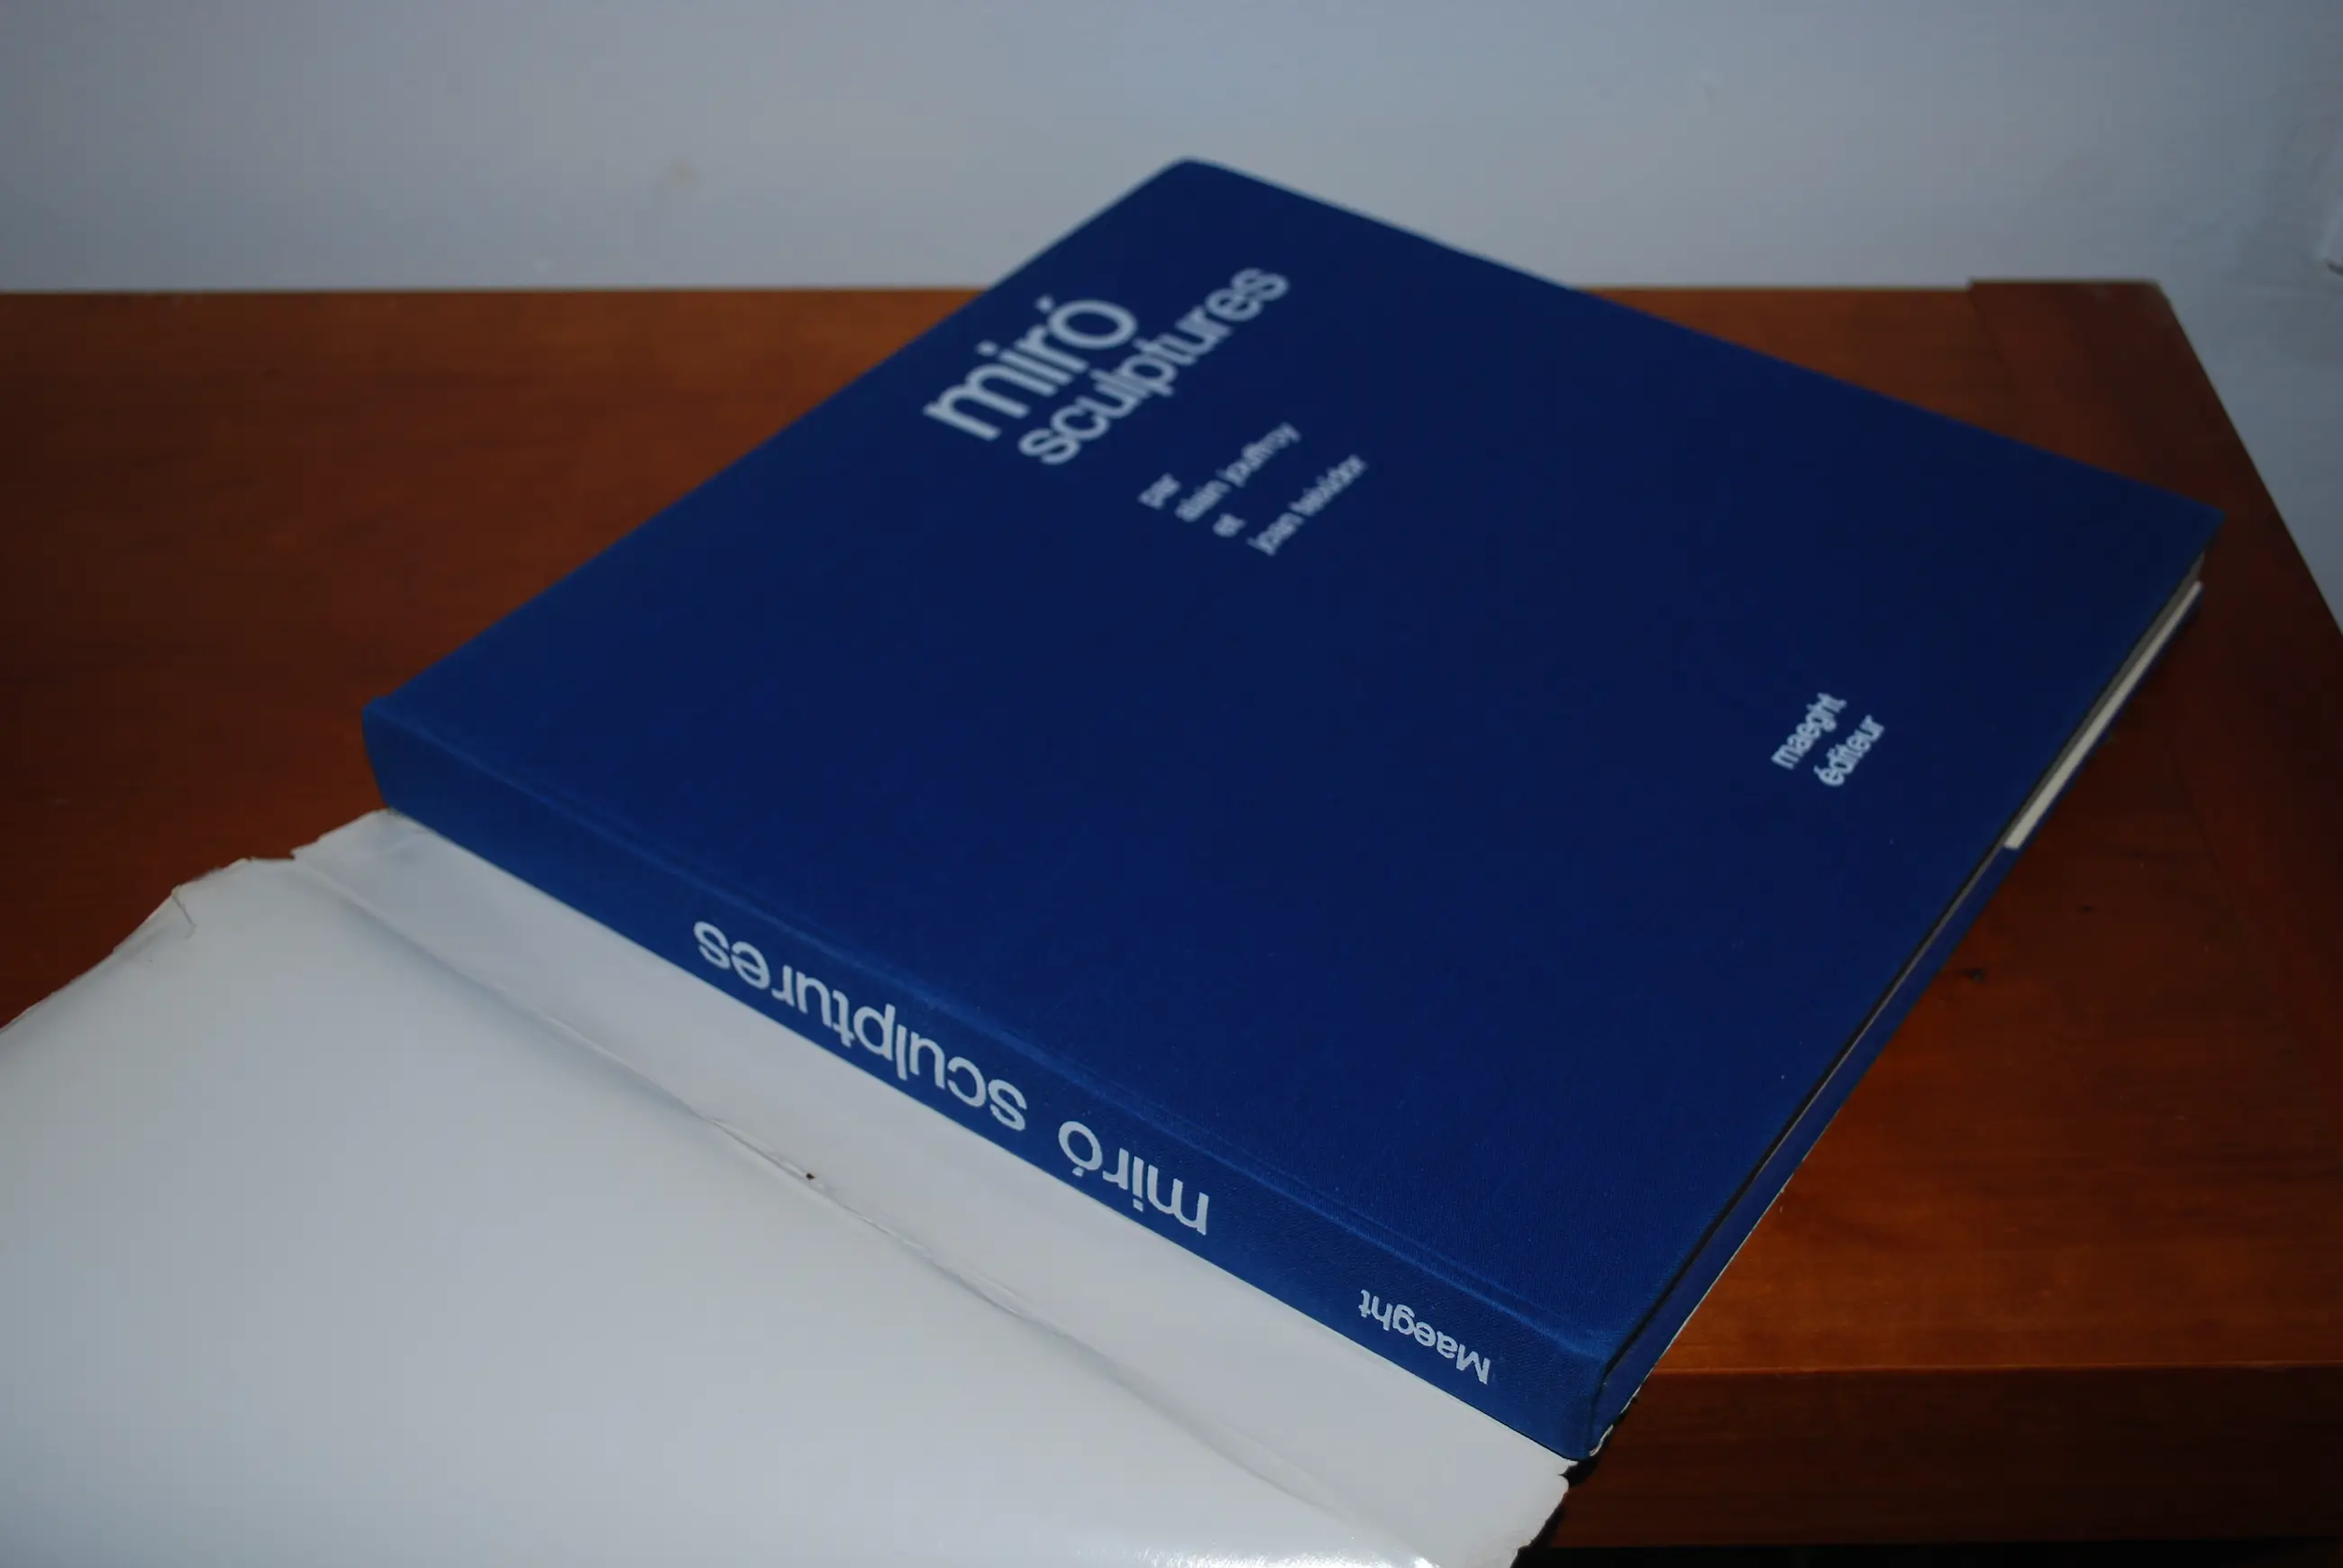 miró
sculptures
par
alain jouffroy
et
joan teixidor
maeght
éditeur
miró sculptures
Maeght